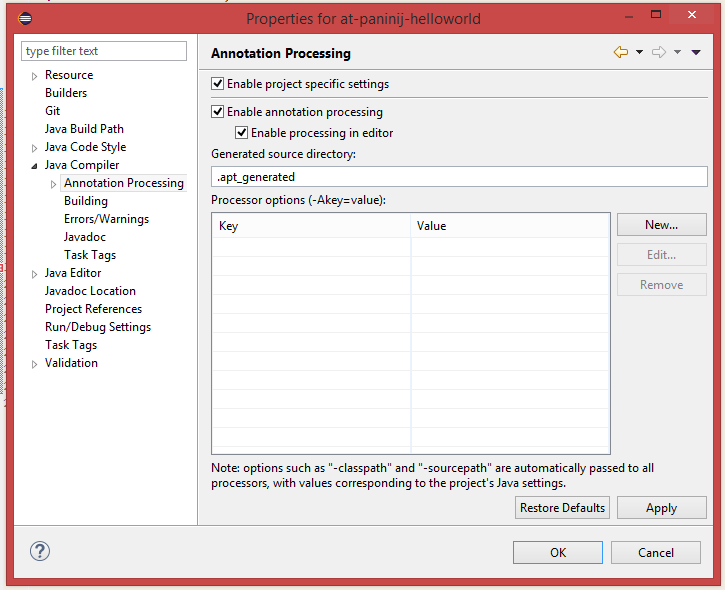 Properties for at-paninij-helloworld
type filter text
Resource
Builders
Git
Java Build Path
Java Code Style
Java Compiler
Annotation Processing
Building
Errors/Warnings
Javadoc
Task Tags
Java Editor
Javadoc Location
Project References
Run/Debug Settings
Task Tags
Validation
Annotation Processing
Enable project specific settings
Enable annotation processing
Enable processing in editor
Generated source directory:
.apt_generated
Processor options (-Akey=value):
Key Value
New...
Edit...
Remove
Note: options such as "-classpath" and "-sourcepath" are automatically passed to all
processors, with values corresponding to the project's Java settings.
Restore Defaults Apply
OK Cancel